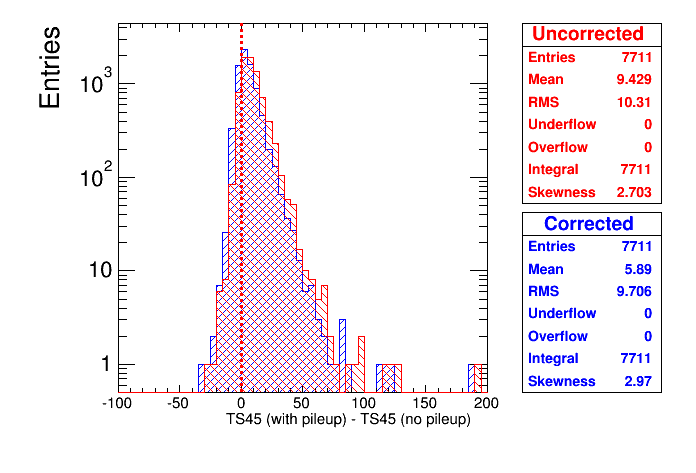 Entries
10³
10²
10
1
-100 -50 0 50 100 150 200
TS45 (with pileup) - TS45 (no pileup)
Uncorrected
Entries 7711
Mean 9.429
RMS 10.31
Underflow 0
Overflow 0
Integral 7711
Skewness 2.703
Corrected
Entries 7711
Mean 5.89
RMS 9.706
Underflow 0
Overflow 0
Integral 7711
Skewness 2.97